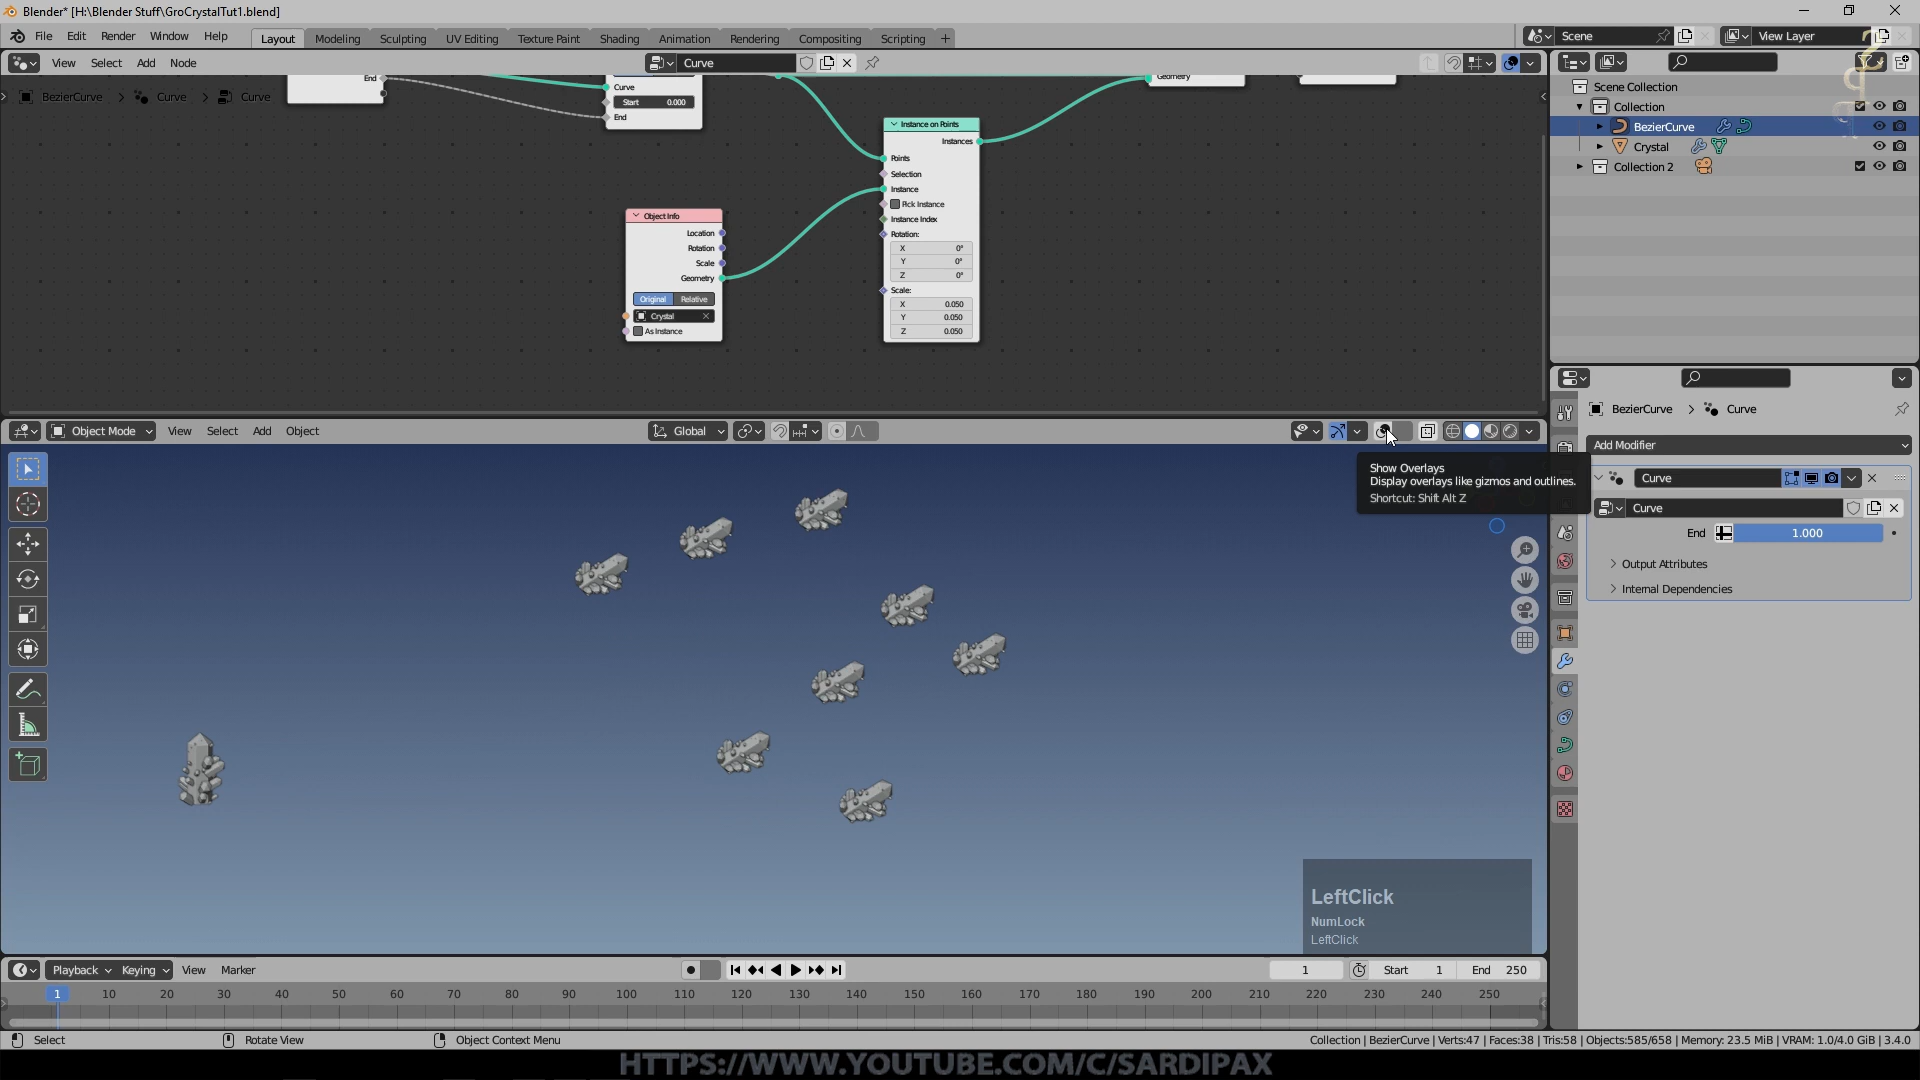 Blender* [H:\Blender Stuff\GroCrystalTut1.blend]
File Edit Render Window Help
Layout Modeling Sculpting UV Editing Texture Paint Shading Animation Rendering Compositing Scripting
Scene
View Layer
View Select Add Node
Curve
BezierCurve Curve Curve
End
Curve
Start 0.000
End
Geometry
Instance on Points
Instances
Points
Selection
Instance
Pick Instance
Instance Index
Rotation:
X 0°
Y 0°
Z 0°
Scale:
X 0.050
Y 0.050
Z 0.050
Object Info
Location
Rotation
Scale
Geometry
Original Relative
Crystal
As Instance
Scene Collection
Collection
BezierCurve
Crystal
Collection 2
BezierCurve Curve
Add Modifier
Curve
Curve
End 1.000
Output Attributes
Internal Dependencies
Object Mode View Select Add Object
Global
Show Overlays
Display overlays like gizmos and outlines.
Shortcut: Shift Alt Z
LeftClick
NumLock
LeftClick
Playback Keying View Marker
1 Start 1 End 250
1 10 20 30 40 50 60 70 80 90 100 110 120 130 140 150 160 170 180 190 200 210 220 230 240 250
Select Rotate View Object Context Menu
Collection | BezierCurve | Verts:47 | Faces:38 | Tris:58 | Objects:585/658 | Memory: 23.5 MiB | VRAM: 1.0/4.0 GiB | 3.4.0
HTTPS://WWW.YOUTUBE.COM/C/SARDIPAX